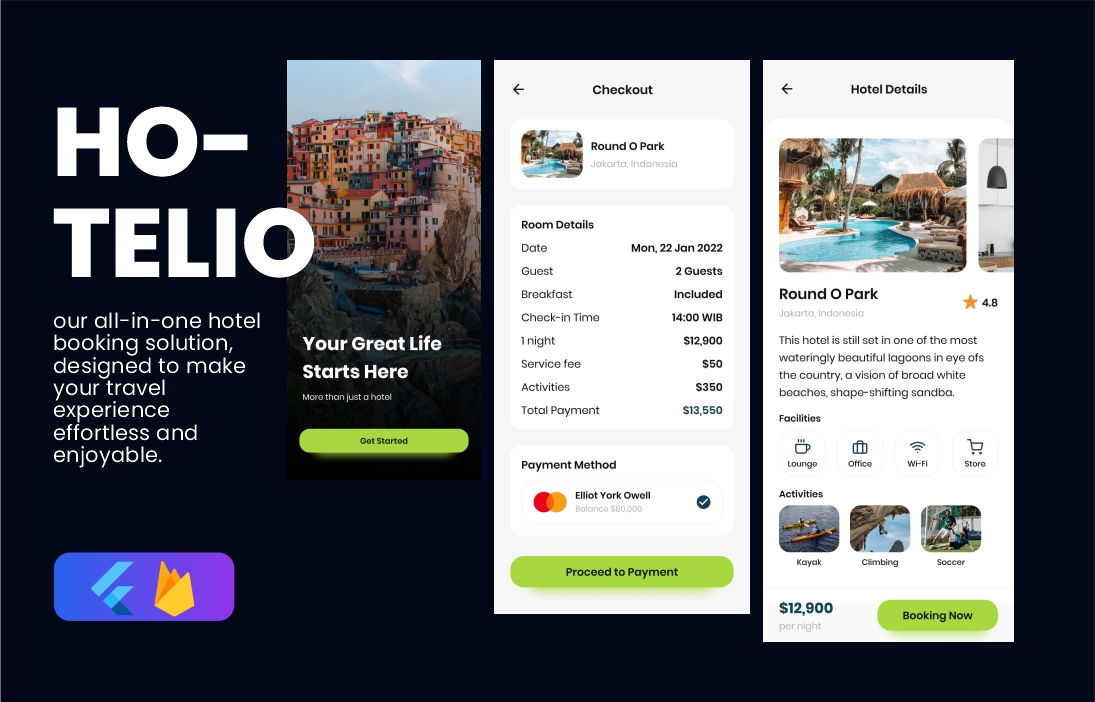 HO-
TELIO
our all-in-one hotel
booking solution,
designed to make
your travel
experience
effortless and
enjoyable.
Your Great Life
Starts Here
More than just a hotel
Get Started
Checkout
Round O Park
Jakarta, Indonesia
Room Details
Date Mon, 22 Jan 2022
Guest 2 Guests
Breakfast Included
Check-in Time 14:00 WIB
1 night $12,900
Service fee $50
Activities $350
Total Payment $13,550
Payment Method
Elliot York Owell
Balance $80,000
Proceed to Payment
Hotel Details
Round O Park
Jakarta, Indonesia
4.8
This hotel is still set in one of the most
wateringly beautiful lagoons in eye ofs
the country, a vision of broad white
beaches, shape-shifting sandba.
Facilities
Lounge Office Wi-Fi Store
Activities
Kayak Climbing Soccer
$12,900
per night
Booking Now